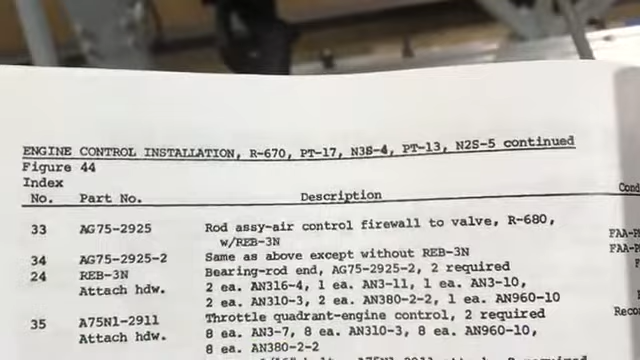 ENGINE CONTROL INSTALLATION, R-670, PT-17, N3S-4, PT-13, N2S-5 continued
Figure 44
Index
No. Part No. Description
33 AG75-2925 Rod assy-air control firewall to valve, R-680,
w/REB-3N
34 AG75-2925-2 Same as above except without REB-3N
24 REB-3N Bearing-rod end, AG75-2925-2, 2 required
Attach hdw. 2 ea. AN316-4, 1 ea. AN3-11, 1 ea. AN3-10,
2 ea. AN310-3, 2 ea. AN380-2-2, 1 ea. AN960-10
35 A75N1-2911 Throttle quadrant-engine control, 2 required
Attach hdw. 8 ea. AN3-7, 8 ea. AN310-3, 8 ea. AN960-10,
8 ea. AN380-2-2